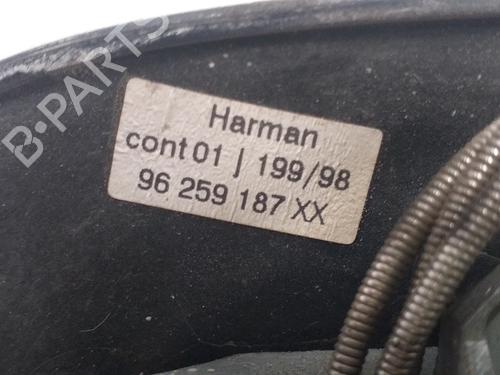 B-PARTS
Harman
cont 01 J 199/98
96 259 187 XX